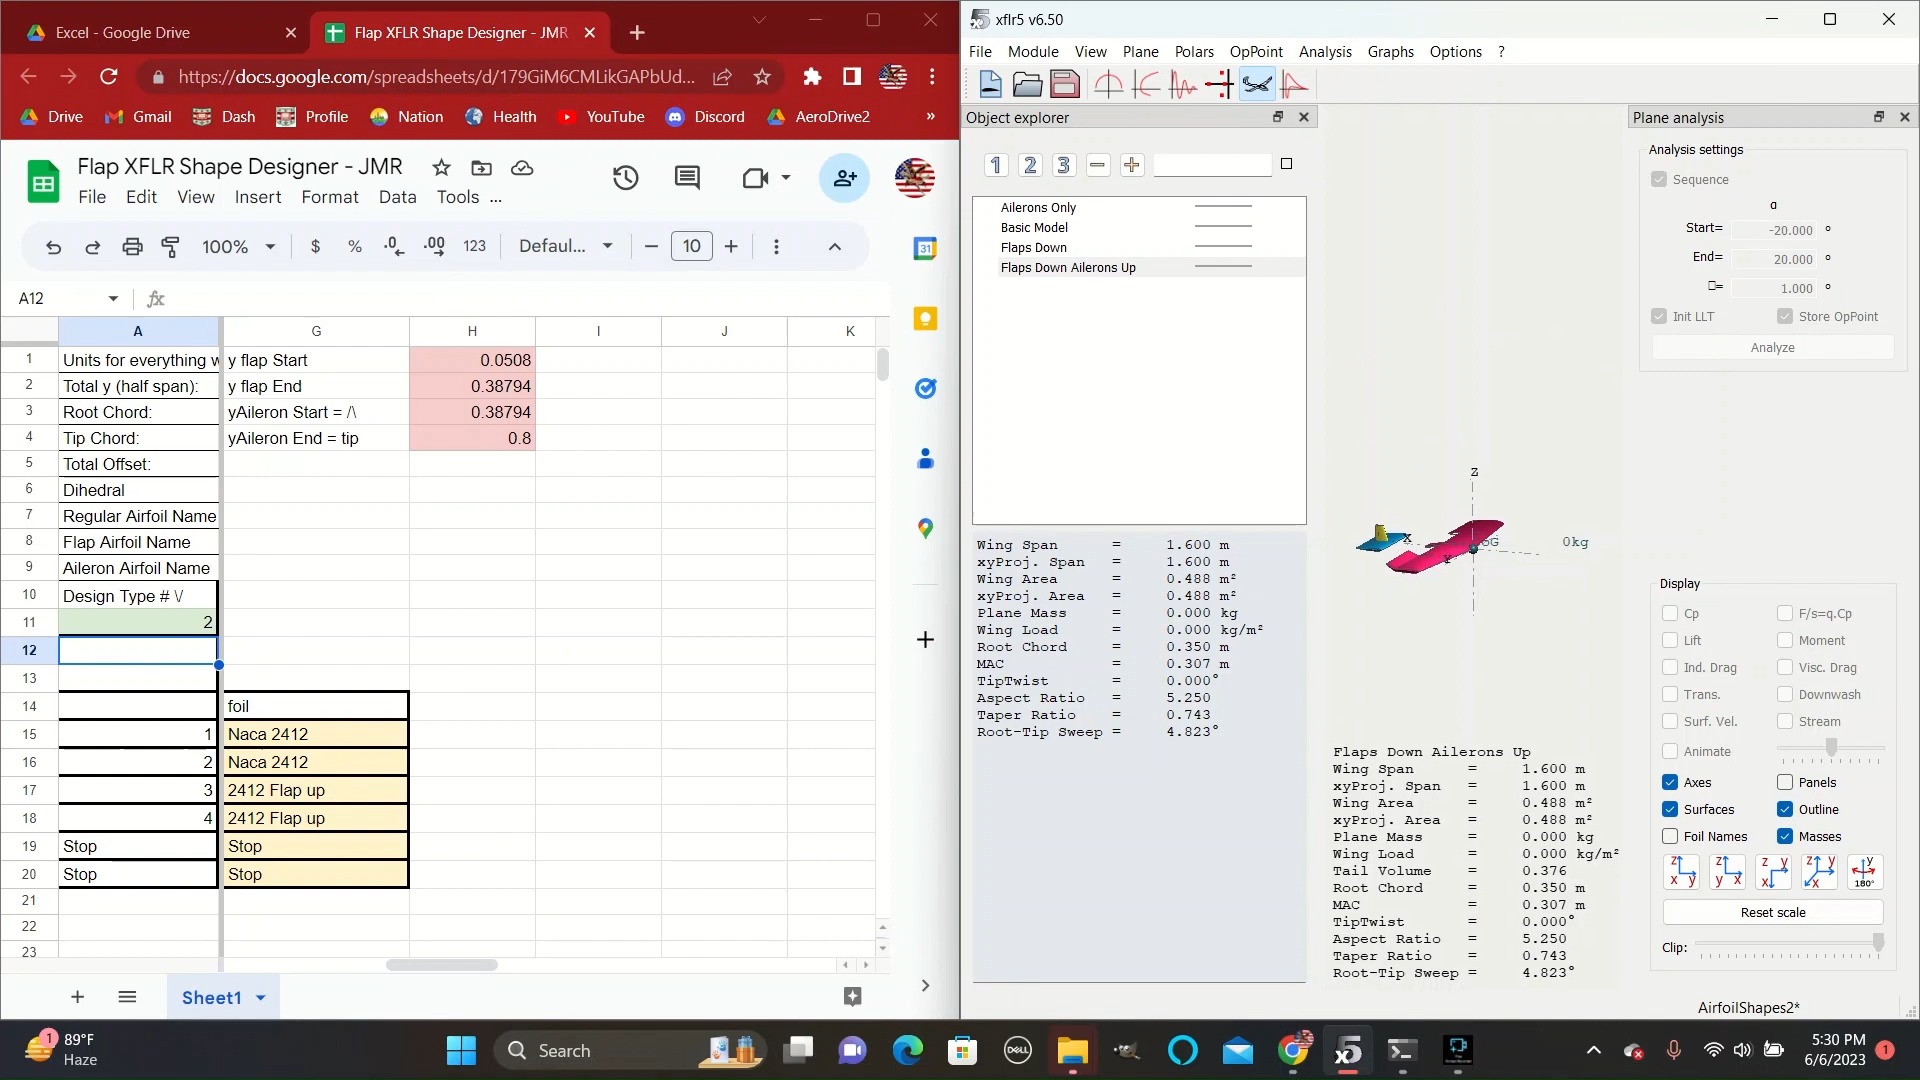 Excel - Google Drive
Flap XFLR Shape Designer - JMR
https://docs.google.com/spreadsheets/d/179GiM6CMLikGAPbUd...
Drive
Gmail
Dash
Profile
Nation
Health
YouTube
Discord
AeroDrive2
»
Flap XFLR Shape Designer - JMR
File Edit View Insert Format Data Tools ...
100% $ % .0 .00 123 Defaul... 10
31
A12
fx
A G H I J K
1 Units for everything w y flap Start 0.0508
2 Total y (half span): y flap End 0.38794
3 Root Chord: yAileron Start = /\ 0.38794
4 Tip Chord: yAileron End = tip 0.8
5 Total Offset:
6 Dihedral
7 Regular Airfoil Name
8 Flap Airfoil Name
9 Aileron Airfoil Name
10 Design Type # \/
11 2
12
13
14 foil
15 1 Naca 2412
16 2 Naca 2412
17 3 2412 Flap up
18 4 2412 Flap up
19 Stop Stop
20 Stop Stop
21
22
23
Sheet1
xflr5 v6.50
File Module View Plane Polars OpPoint Analysis Graphs Options ?
Object explorer
1 2 3
Ailerons Only
Basic Model
Flaps Down
Flaps Down Ailerons Up
Wing Span = 1.600 m
xyProj. Span = 1.600 m
Wing Area = 0.488 m²
xyProj. Area = 0.488 m²
Plane Mass = 0.000 kg
Wing Load = 0.000 kg/m²
Root Chord = 0.350 m
MAC = 0.307 m
TipTwist = 0.000°
Aspect Ratio = 5.250
Taper Ratio = 0.743
Root-Tip Sweep = 4.823°
Z
X
Y
0kg
Flaps Down Ailerons Up
Wing Span = 1.600 m
xyProj. Span = 1.600 m
Wing Area = 0.488 m²
xyProj. Area = 0.488 m²
Plane Mass = 0.000 kg
Wing Load = 0.000 kg/m²
Tail Volume = 0.376
Root Chord = 0.350 m
MAC = 0.307 m
TipTwist = 0.000°
Aspect Ratio = 5.250
Taper Ratio = 0.743
Root-Tip Sweep = 4.823°
Plane analysis
Analysis settings
Sequence
α
Start= -20.000 °
End= 20.000 °
□= 1.000 °
Init LLT Store OpPoint
Analyze
Display
Cp F/s=q.Cp
Lift Moment
Ind. Drag Visc. Drag
Trans. Downwash
Surf. Vel. Stream
Animate
Axes Panels
Surfaces Outline
Foil Names Masses
z x y
z y x
z y x
z y x
y 180°
Reset scale
Clip:
AirfoilShapes2*
1
89°F
Haze
Search
DELL
x5
5:30 PM
6/6/2023
1